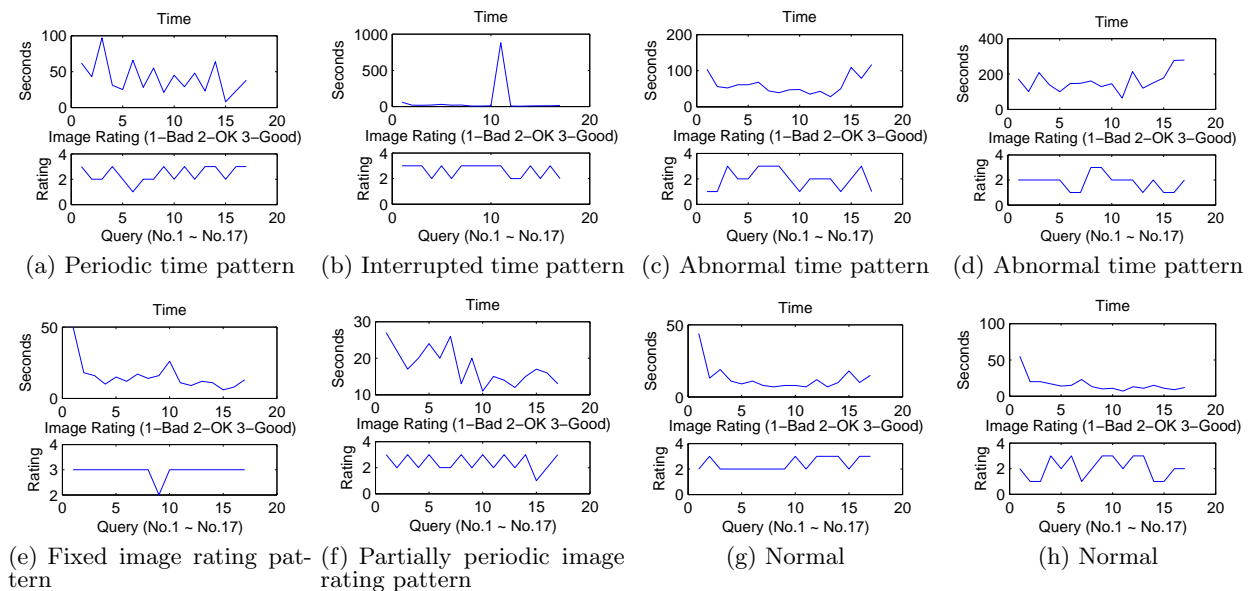 Time
Seconds
100
50
0
0 5 10 15 20
Image Rating (1−Bad 2−OK 3−Good)
Rating
4
2
0
0 5 10 15 20
Query (No.1 ~ No.17)
(a) Periodic time pattern
Time
Seconds
1000
500
0
0 10 20
Image Rating (1−Bad 2−OK 3−Good)
Rating
4
2
0
0 5 10 15 20
Query (No.1 ~ No.17)
(b) Interrupted time pattern
Time
Seconds
200
100
0
0 5 10 15 20
Image Rating (1−Bad 2−OK 3−Good)
Rating
4
2
0
0 5 10 15 20
Query (No.1 ~ No.17)
(c) Abnormal time pattern
Time
Seconds
400
200
0
0 5 10 15 20
Image Rating (1−Bad 2−OK 3−Good)
Rating
4
2
0
0 5 10 15 20
Query (No.1 ~ No.17)
(d) Abnormal time pattern
Time
Seconds
50
0
0 5 10 15 20
Image Rating (1−Bad 2−OK 3−Good)
Rating
4
3
2
0 5 10 15 20
Query (No.1 ~ No.17)
(e) Fixed image rating pat-
tern
Time
Seconds
30
20
10
0 5 10 15 20
Image Rating (1−Bad 2−OK 3−Good)
Rating
4
2
0
0 5 10 15 20
Query (No.1 ~ No.17)
(f) Partially periodic image
rating pattern
Time
Seconds
50
0
0 5 10 15 20
Image Rating (1−Bad 2−OK 3−Good)
Rating
4
2
0
0 5 10 15 20
Query (No.1 ~ No.17)
(g) Normal
Time
Seconds
100
50
0
0 5 10 15 20
Image Rating (1−Bad 2−OK 3−Good)
Rating
4
2
0
0 5 10 15 20
Query (No.1 ~ No.17)
(h) Normal